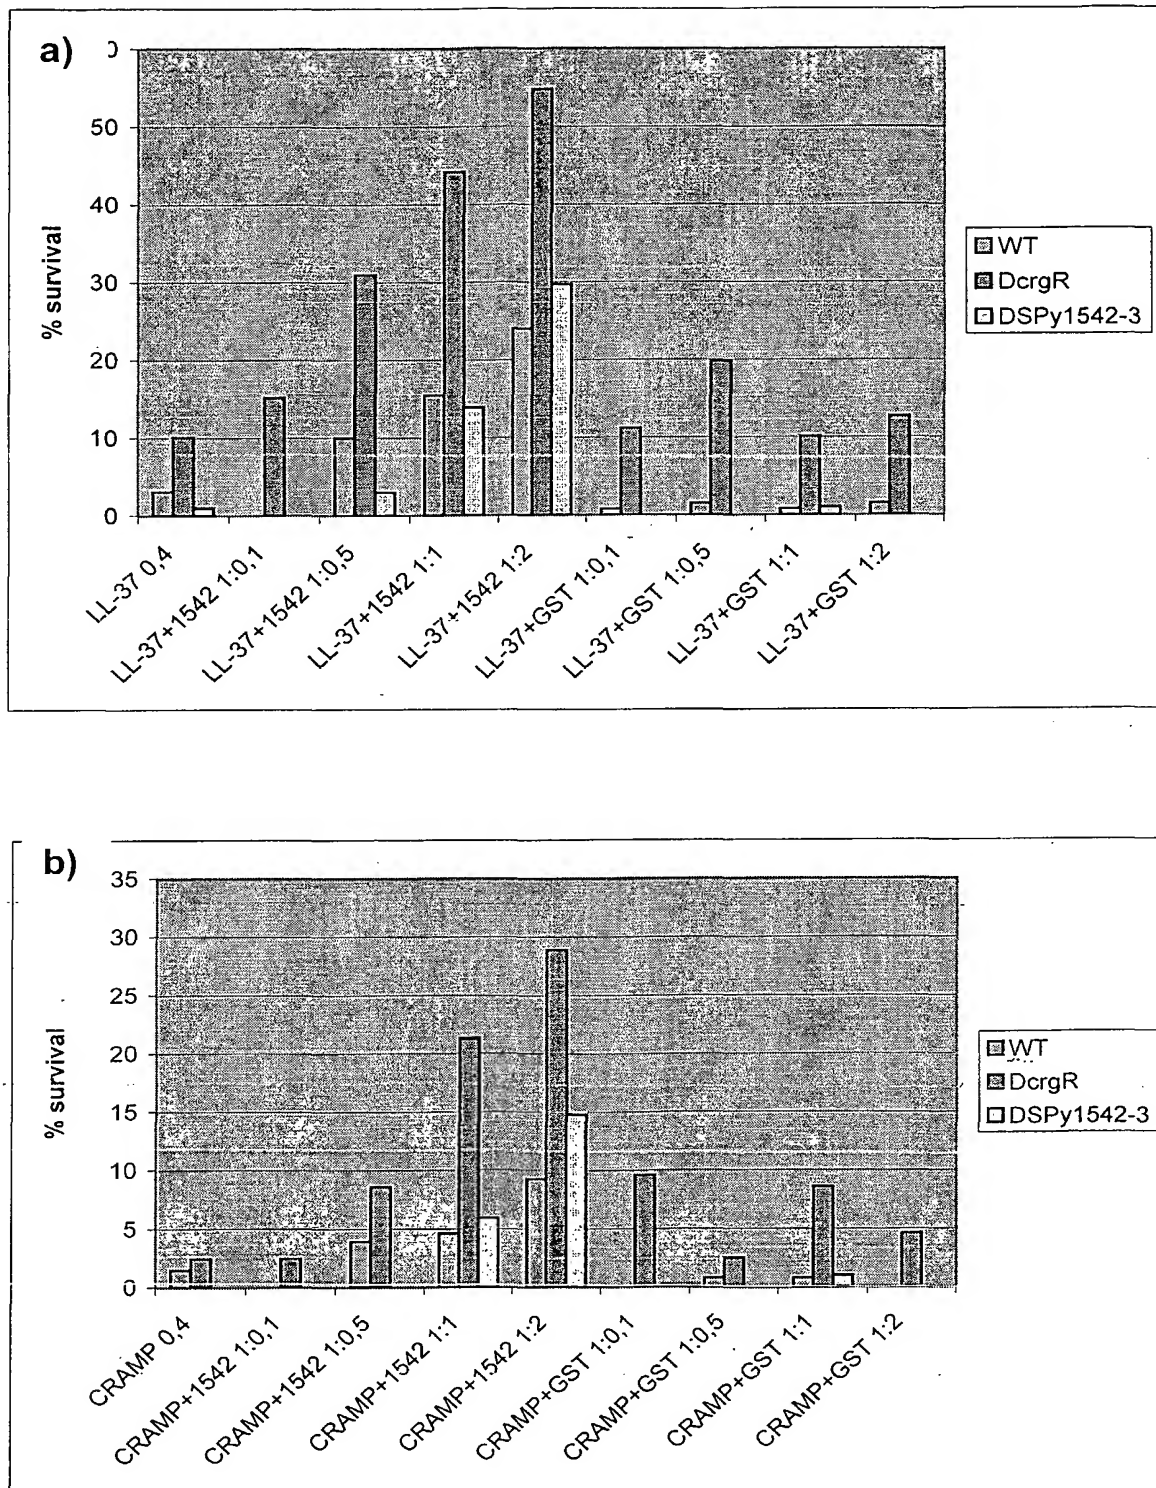 a)
0
50
40
30
20
10
0
% survival
LL-37 0,4
LL-37+1542 1:0,1
LL-37+1542 1:0,5
LL-37+1542 1:1
LL-37+1542 1:2
LL-37+GST 1:0,1
LL-37+GST 1:0,5
LL-37+GST 1:1
LL-37+GST 1:2
WT
DcrgR
DSPy1542-3
b)
35
30
25
20
15
10
5
0
% survival
CRAMP 0,4
CRAMP+1542 1:0,1
CRAMP+1542 1:0,5
CRAMP+1542 1:1
CRAMP+1542 1:2
CRAMP+GST 1:0,1
CRAMP+GST 1:0,5
CRAMP+GST 1:1
CRAMP+GST 1:2
WT
DcrgR
DSPy1542-3